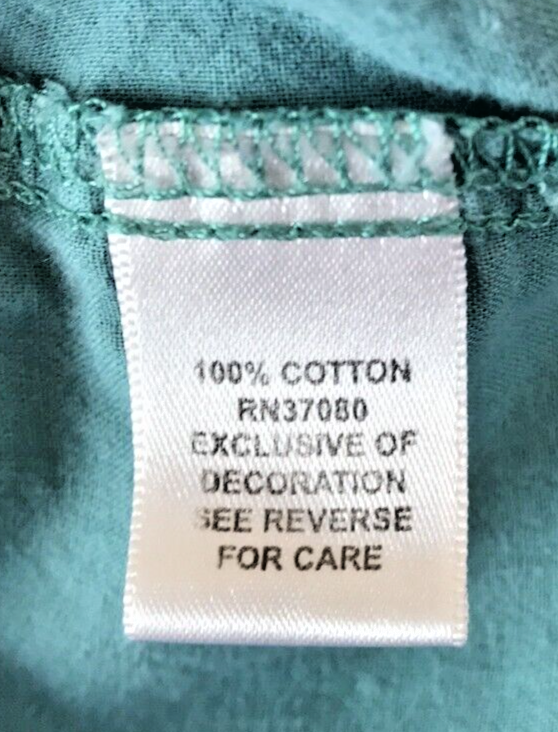 100% COTTON
RN37080
EXCLUSIVE OF
DECORATION
SEE REVERSE
FOR CARE